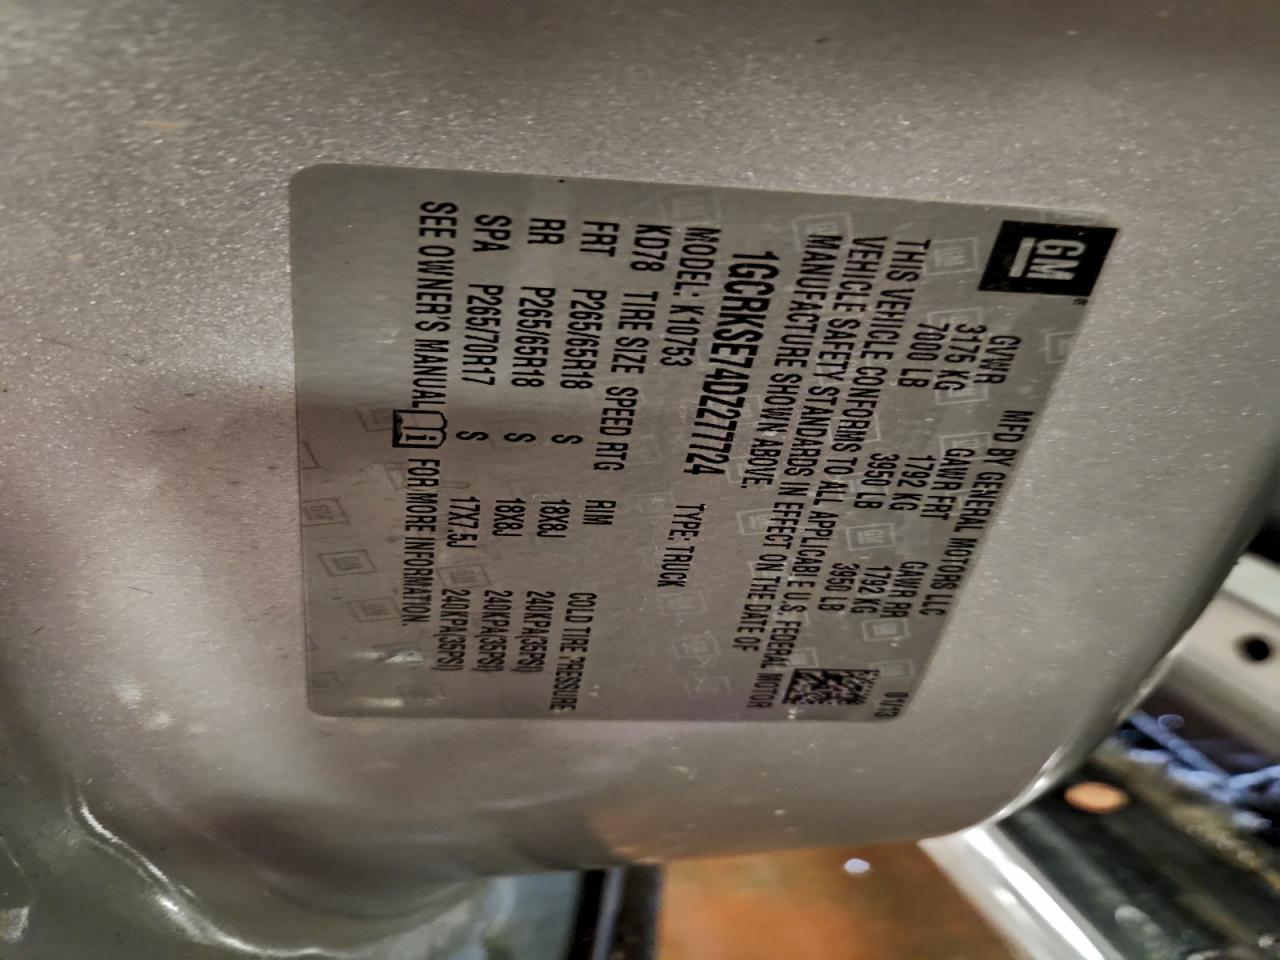 GM
MFD BY GENERAL MOTORS LLC 01/13
GVWR GAWR FRT GAWR RR
3175 KG 1792 KG 1792 KG
7000 LB 3950 LB 3950 LB
THIS VEHICLE CONFORMS TO ALL APPLICABLE U.S. FEDERAL MOTOR
VEHICLE SAFETY STANDARDS IN EFFECT ON THE DATE OF
MANUFACTURE SHOWN ABOVE.
1GCRKSE74DZ277724 TYPE: TRUCK
MODEL: K10753
KD78 TIRE SIZE SPEED RTG RIM COLD TIRE PRESSURE
FRT P265/65R18 S 18X8J 240KPA(35PSI)
RR P265/65R18 S 18X8J 240KPA(35PSI)
SPA P265/70R17 S 17X7.5J 240KPA(35PSI)
SEE OWNER'S MANUAL FOR MORE INFORMATION.